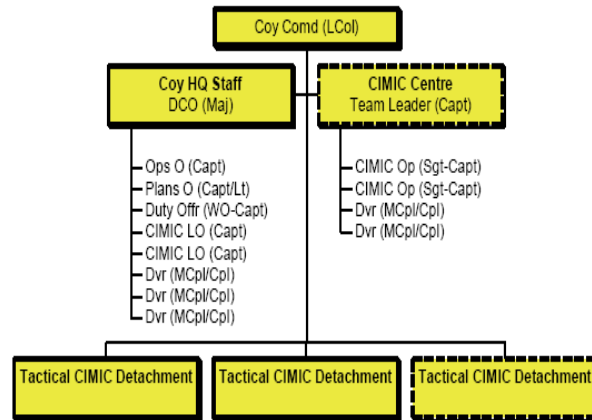 Coy Comd (LCol)
Coy HQ Staff
DCO (Maj)
CIMIC Centre
Team Leader (Capt)
Ops O (Capt)
Plans O (Capt/Lt)
Duty Offr (WO-Capt)
CIMIC LO (Capt)
CIMIC LO (Capt)
Dvr (MCpl/Cpl)
Dvr (MCpl/Cpl)
Dvr (MCpl/Cpl)
CIMIC Op (Sgt-Capt)
CIMIC Op (Sgt-Capt)
Dvr (MCpl/Cpl)
Dvr (MCpl/Cpl)
Tactical CIMIC Detachment
Tactical CIMIC Detachment
Tactical CIMIC Detachment